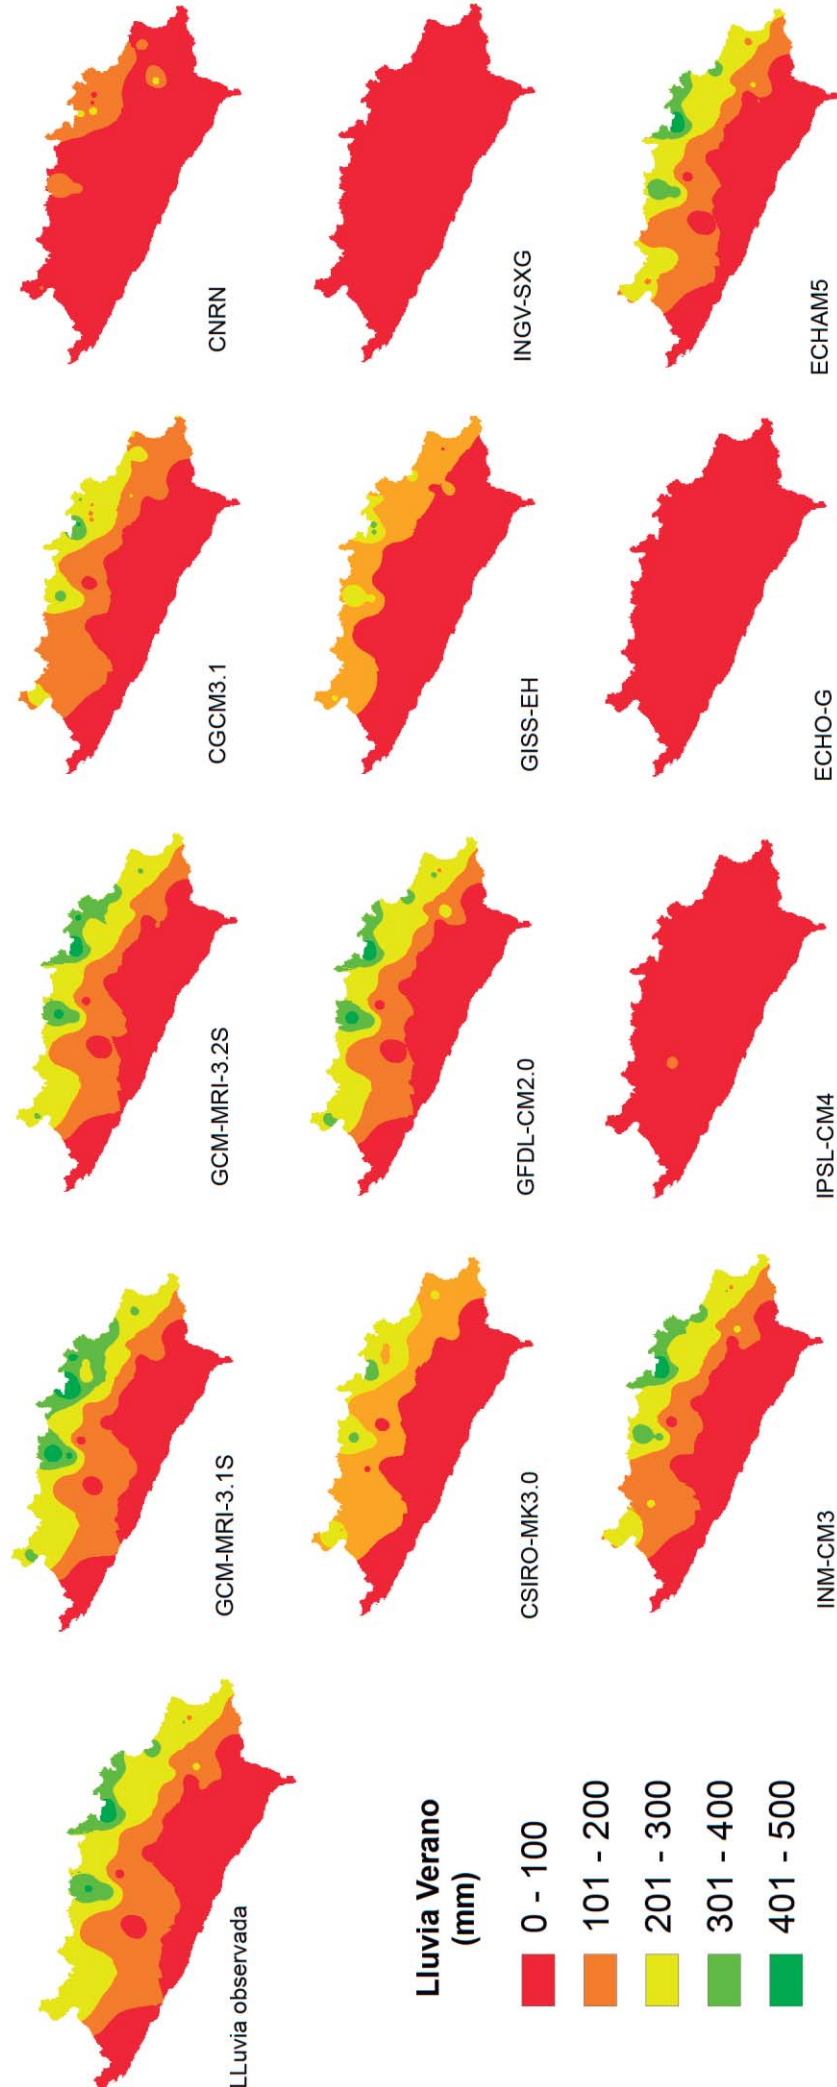 LLuvia observada
GCM-MRI-3.1S
GCM-MRI-3.2S
CGCM3.1
CNRN
CSIRO-MK3.0
GFDL-CM2.0
GISS-EH
INGV-SXG
INM-CM3
IPSL-CM4
ECHO-G
ECHAM5
Lluvia Verano
(mm)
0 - 100
101 - 200
201 - 300
301 - 400
401 - 500